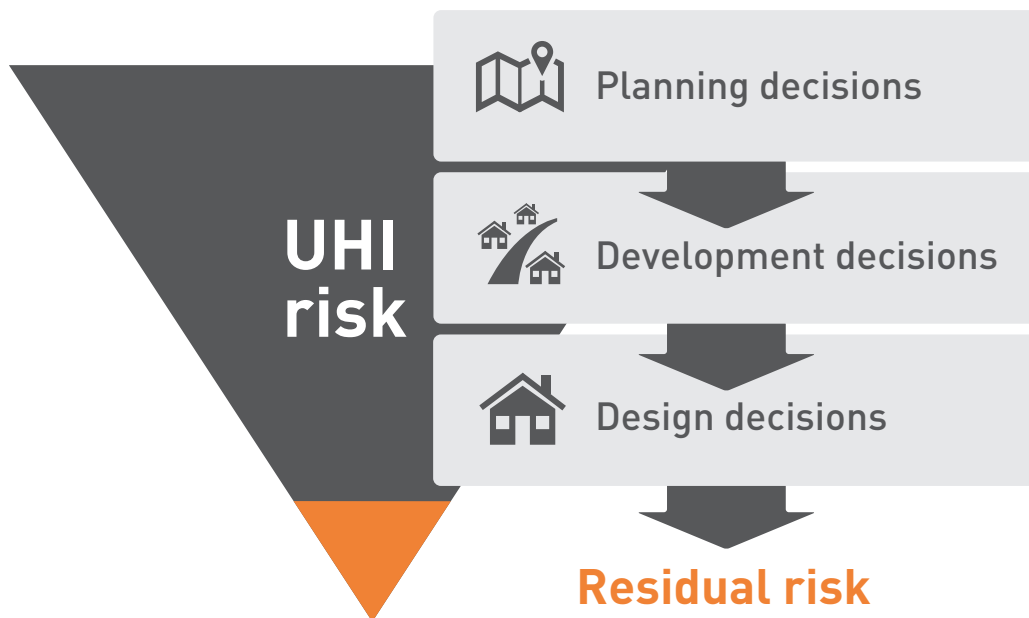 Planning decisions
UHI
risk
Development decisions
Design decisions
Residual risk